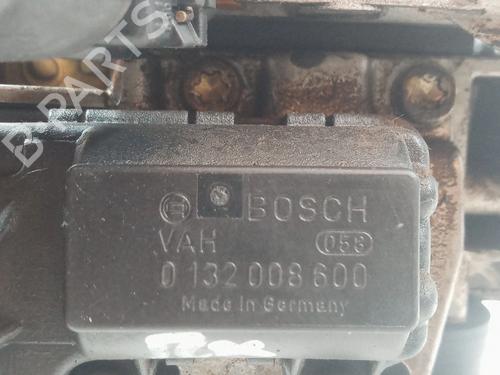 B PARTS
BOSCH
VAH 058
0 132 008 600
Made in Germany